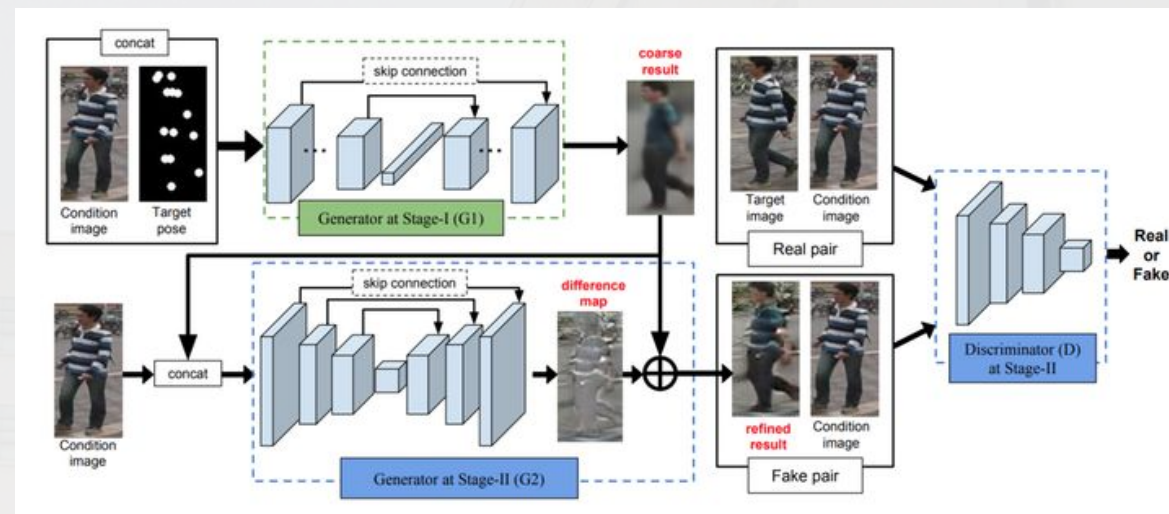 concat
Condition
image
Target
pose
skip connection
Generator at Stage-I (G1)
coarse
result
Target
image
Condition
image
Real pair
Condition
image
concat
skip connection
Generator at Stage-II (G2)
difference
map
refined
result
Condition
image
Fake pair
Discriminator (D)
at Stage-II
Real
or
Fake